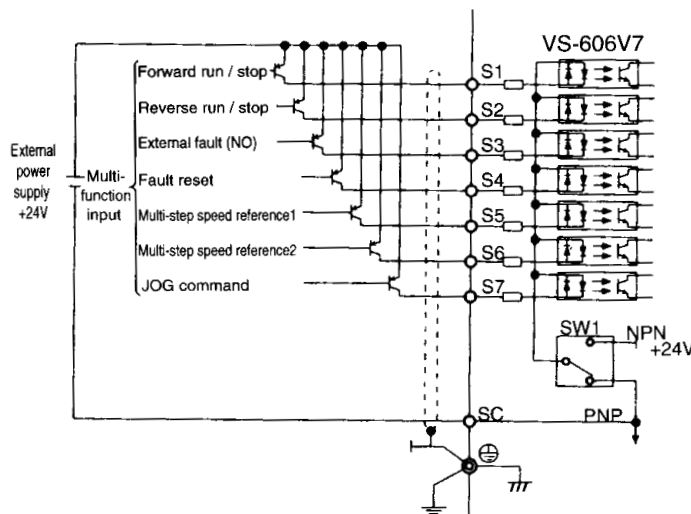 VS-606V7
Forward run / stop
S1
Reverse run / stop
S2
External fault (NO)
S3
External
power
supply
+24V
Multi-
function
input
Fault reset
S4
Multi-step speed reference1
S5
Multi-step speed reference2
S6
JOG command
S7
SW1
NPN
+24V
SC
PNP